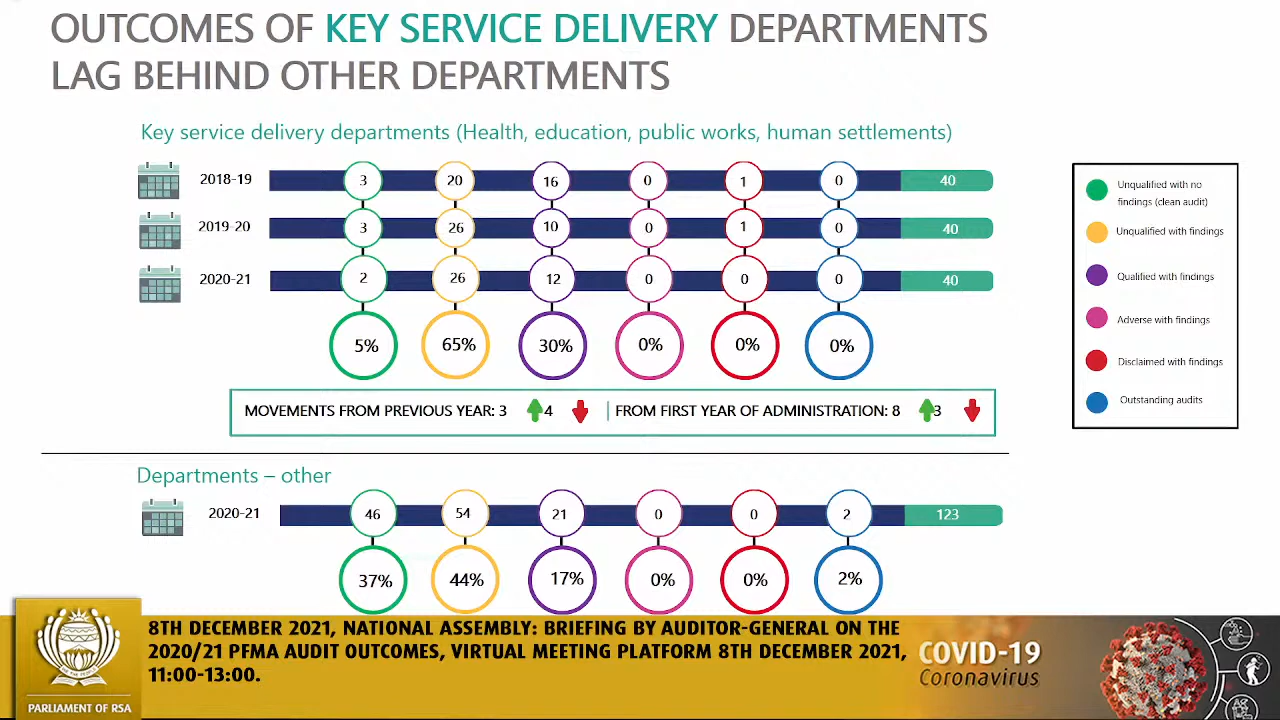 OUTCOMES OF KEY SERVICE DELIVERY DEPARTMENTS
LAG BEHIND OTHER DEPARTMENTS
Key service delivery departments (Health, education, public works, human settlements)
2018-19 3 20 16 0 1 0 40
2019-20 3 26 10 0 1 0 40
2020-21 2 26 12 0 0 0 40
5% 65% 30% 0% 0% 0%
MOVEMENTS FROM PREVIOUS YEAR: 3 4 FROM FIRST YEAR OF ADMINISTRATION: 8 3
Unqualified with no
findings (clean audit)
Unqualified with findings
Qualified with findings
Adverse with findings
Disclaimed with findings
Outstanding audits
Departments – other
2020-21 46 54 21 0 0 2 123
37% 44% 17% 0% 0% 2%
8TH DECEMBER 2021, NATIONAL ASSEMBLY: BRIEFING BY AUDITOR-GENERAL ON THE
2020/21 PFMA AUDIT OUTCOMES, VIRTUAL MEETING PLATFORM 8TH DECEMBER 2021,
11:00-13:00.
PARLIAMENT OF RSA
COVID-19
Coronavirus